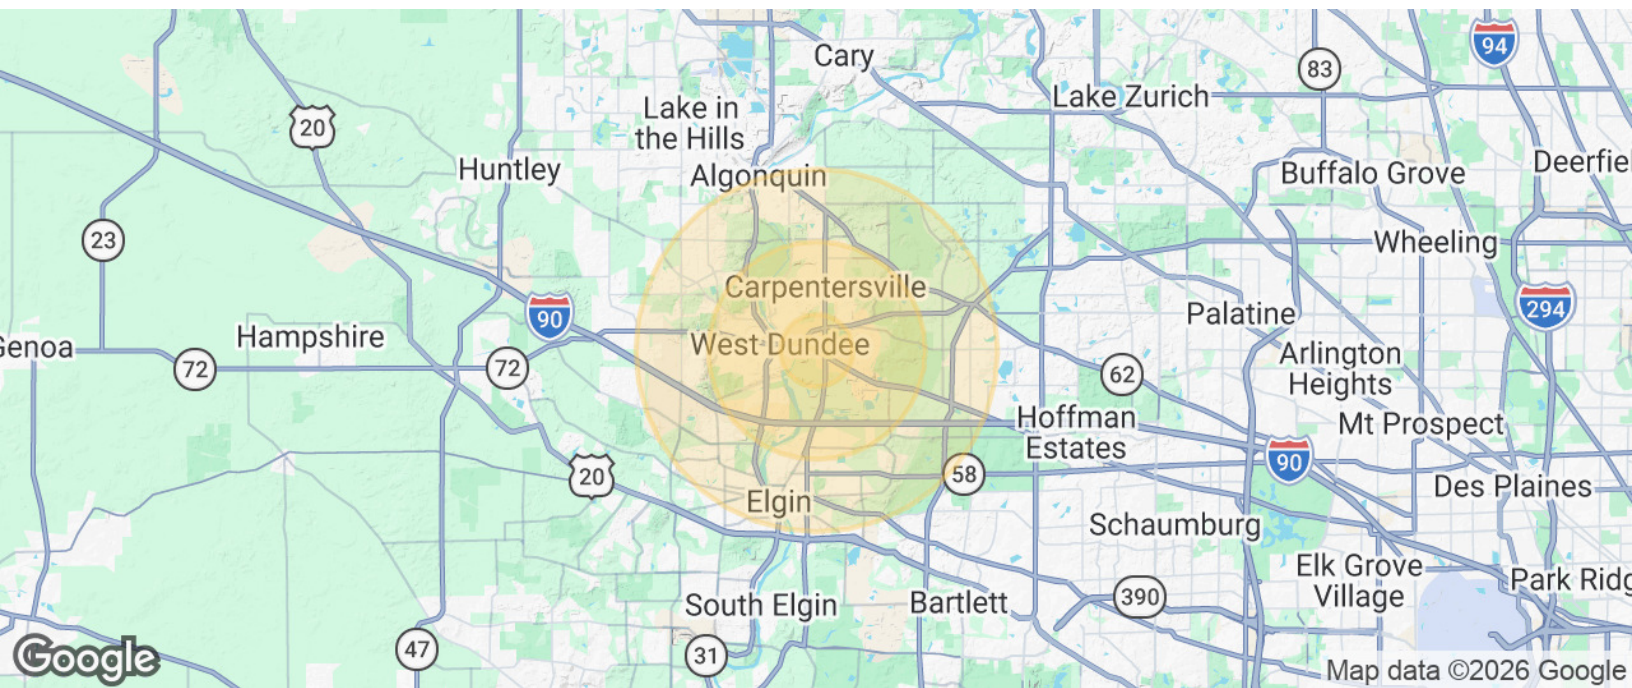 94
Cary
83
Lake Zurich
Lake in
the Hills
20
Huntley
Algonquin
Buffalo Grove
Deerfiel
23
Wheeling
Carpentersville
90
294
Palatine
Hampshire
West Dundee
Genoa
72
72
62
Arlington
Heights
Hoffman
Estates
Mt Prospect
90
20
58
Des Plaines
Elgin
Schaumburg
Elk Grove
Village
Park Ridg
390
South Elgin
Bartlett
47
31
Google
Map data ©2026 Google